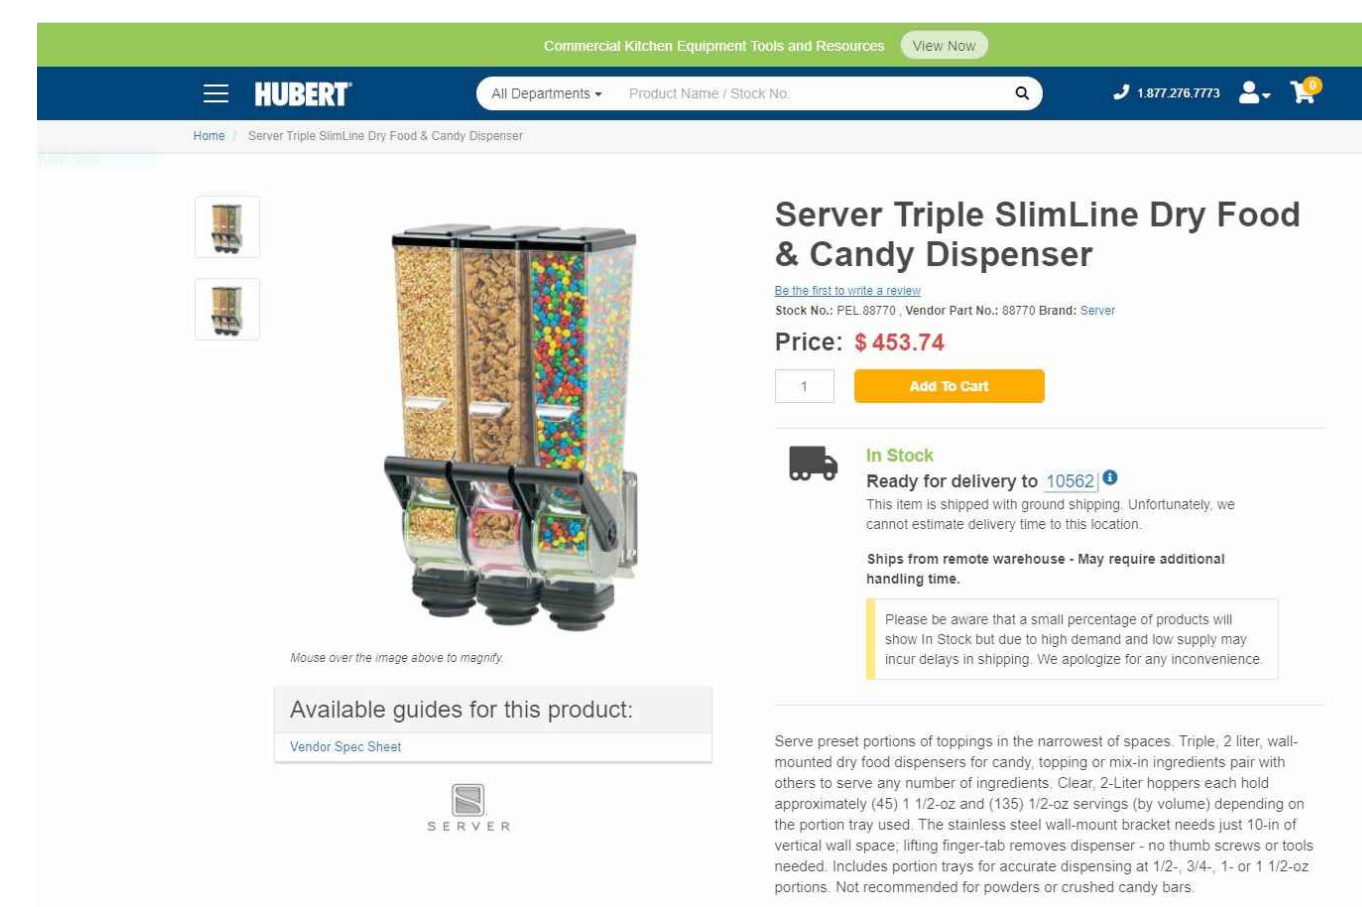 Commercial Kitchen Equipment Tools and Resources View Now
HUBERT
All Departments
Product Name / Stock No.
1.877.276.7773
0
Home / Server Triple SlimLine Dry Food & Candy Dispenser
Server Triple SlimLine Dry Food
& Candy Dispenser
Be the first to write a review
Stock No.: PEL 88770 , Vendor Part No.: 88770 Brand: Server
Price: $ 453.74
1
Add To Cart
In Stock
Ready for delivery to 10562
This item is shipped with ground shipping. Unfortunately, we
cannot estimate delivery time to this location.
Ships from remote warehouse - May require additional
handling time.
Please be aware that a small percentage of products will
show In Stock but due to high demand and low supply may
incur delays in shipping. We apologize for any inconvenience.
Mouse over the image above to magnify.
Available guides for this product:
Vendor Spec Sheet
SERVER
Serve preset portions of toppings in the narrowest of spaces. Triple, 2 liter, wall-
mounted dry food dispensers for candy, topping or mix-in ingredients pair with
others to serve any number of ingredients. Clear, 2-Liter hoppers each hold
approximately (45) 1 1/2-oz and (135) 1/2-oz servings (by volume) depending on
the portion tray used. The stainless steel wall-mount bracket needs just 10-in of
vertical wall space; lifting finger-tab removes dispenser - no thumb screws or tools
needed. Includes portion trays for accurate dispensing at 1/2-, 3/4-, 1- or 1 1/2-oz
portions. Not recommended for powders or crushed candy bars.